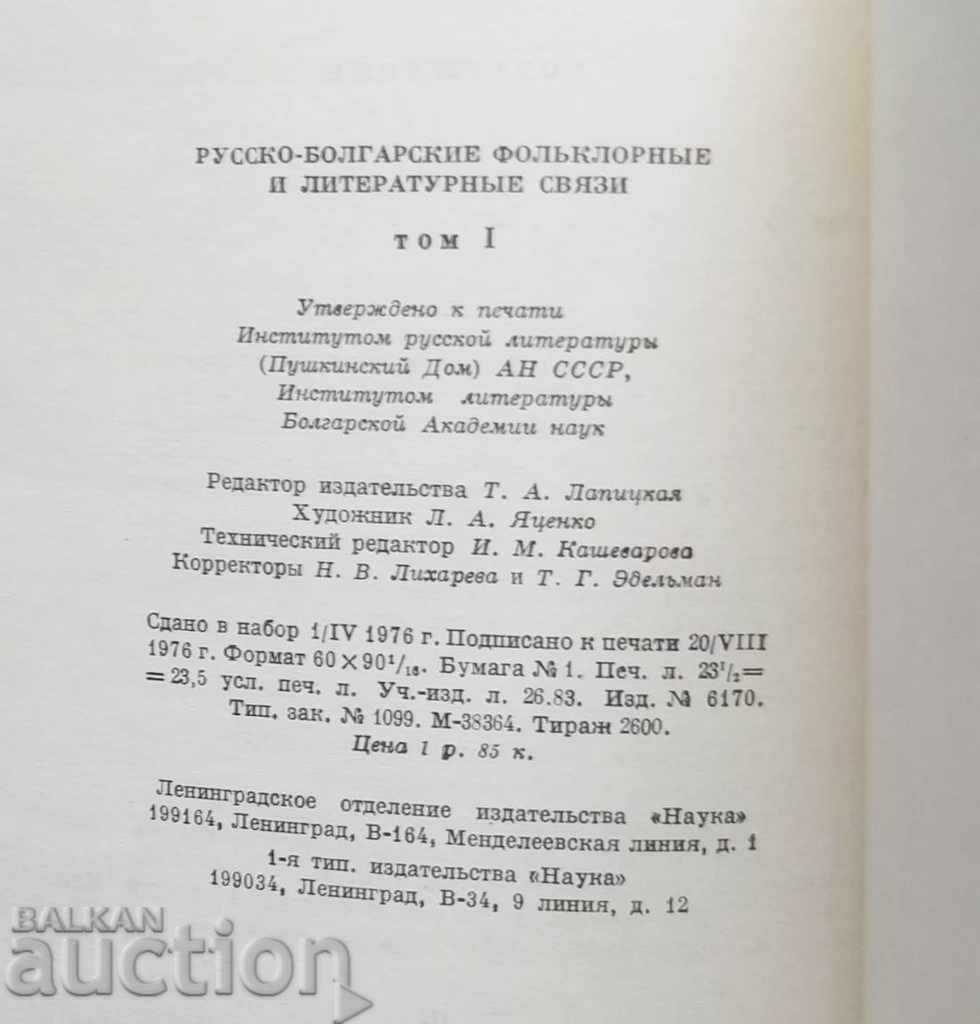 РУССКО-БОЛГАРСКИЕ ФОЛЬКЛОРНЫЕ
И ЛИТЕРАТУРНЫЕ СВЯЗИ
ТОМ I
Утверждено к печати
Институтом русской литературы
(Пушкинский Дом) АН СССР,
Институтом литературы
Болгарской Академии наук
Редактор издательства Т. А. Лапицкая
Художник Л. А. Яценко
Технический редактор И. М. Кашеварова
Корректоры Н. В. Лихарева и Т. Г. Эдельман
Сдано в набор 1/IV 1976 г. Подписано к печати 20/VIII
1976 г. Формат 60 × 90¹/₁₆. Бумага № 1. Печ. л. 23¹/₂=
=23,5 усл. печ. л. Уч.-изд. л. 26.83. Изд. № 6170.
Тип. зак. № 1099. М-38364. Тираж 2600.
Цена 1 р. 85 к.
Ленинградское отделение издательства «Наука»
199164, Ленинград, В-164, Менделеевская линия, д. 1
1-я тип. издательства «Наука»
199034, Ленинград, В-34, 9 линия, д. 12
BALKAN
auction